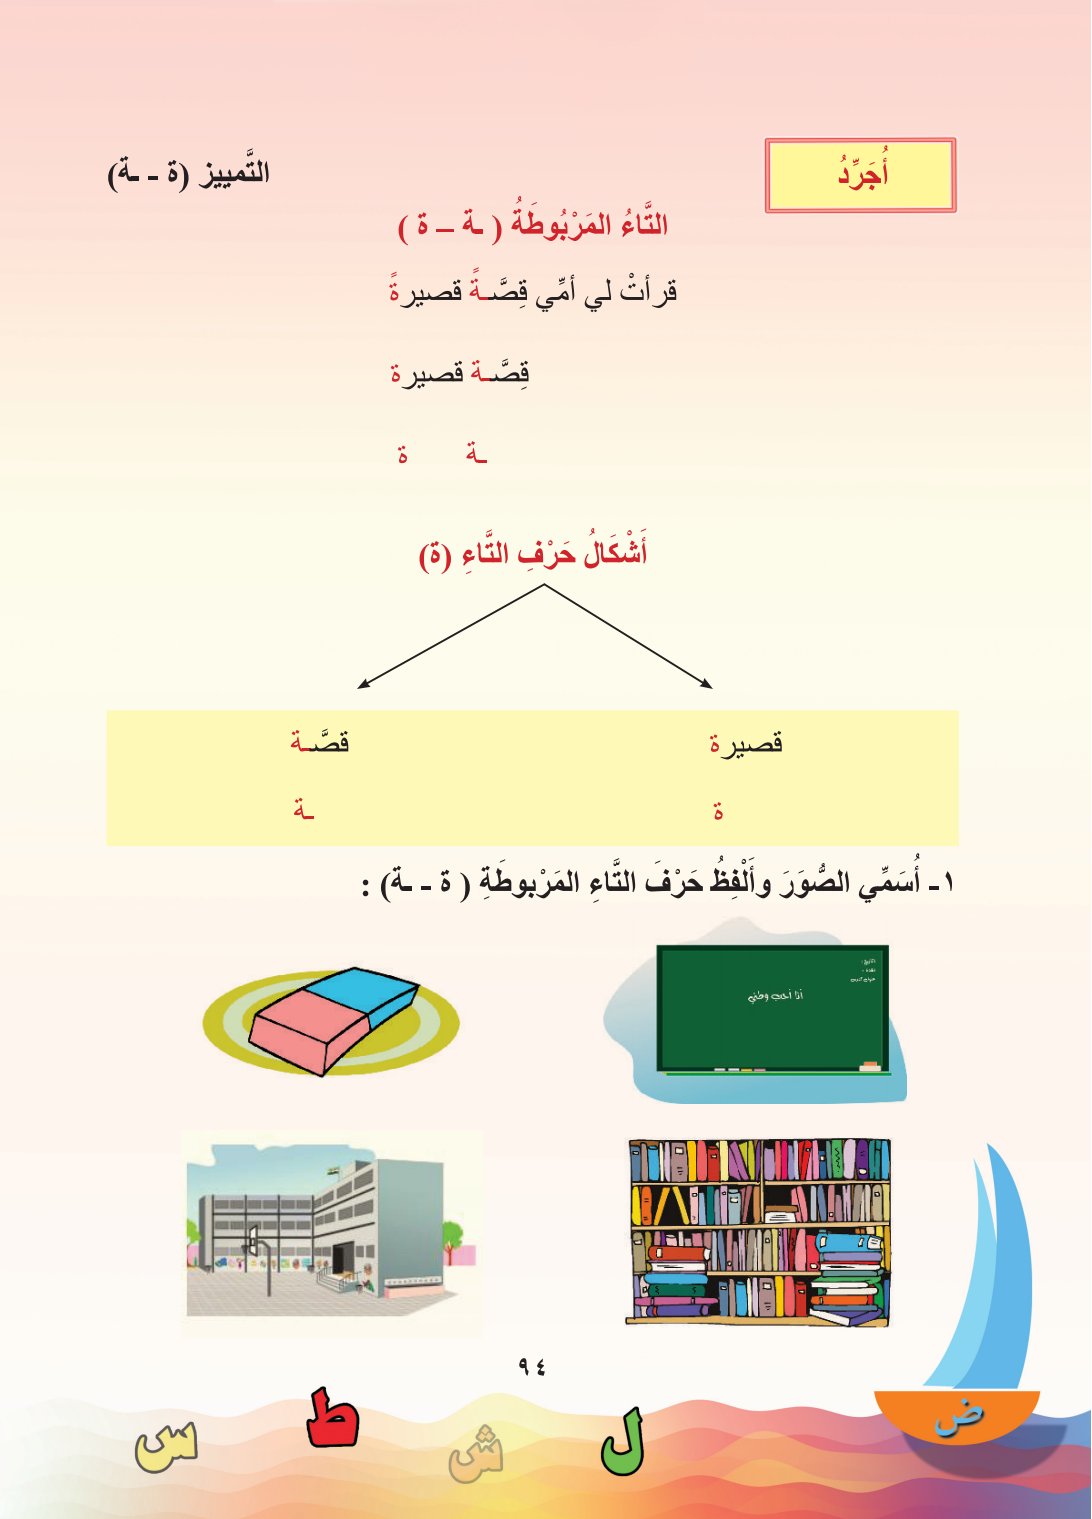 أُجَرِّدُ
التَّمييز (ة - ـة)
التَّاءُ المَرْبُوطَةُ ( ـة – ة )
قرأتْ لي أمِّي قِصَّـةً قصيرةً
قِصَّـة قصيرة
ـة ة
أَشْكَالُ حَرْفِ التَّاءِ (ة)
قصيرة قصَّـة
ة ـة
١- أُسَمِّي الصُّوَرَ وأَلْفِظُ حَرْفَ التَّاءِ المَرْبوطَةِ ( ة - ـة) :
أنا أحب وطني
٩٤
ض
ل ش ط س